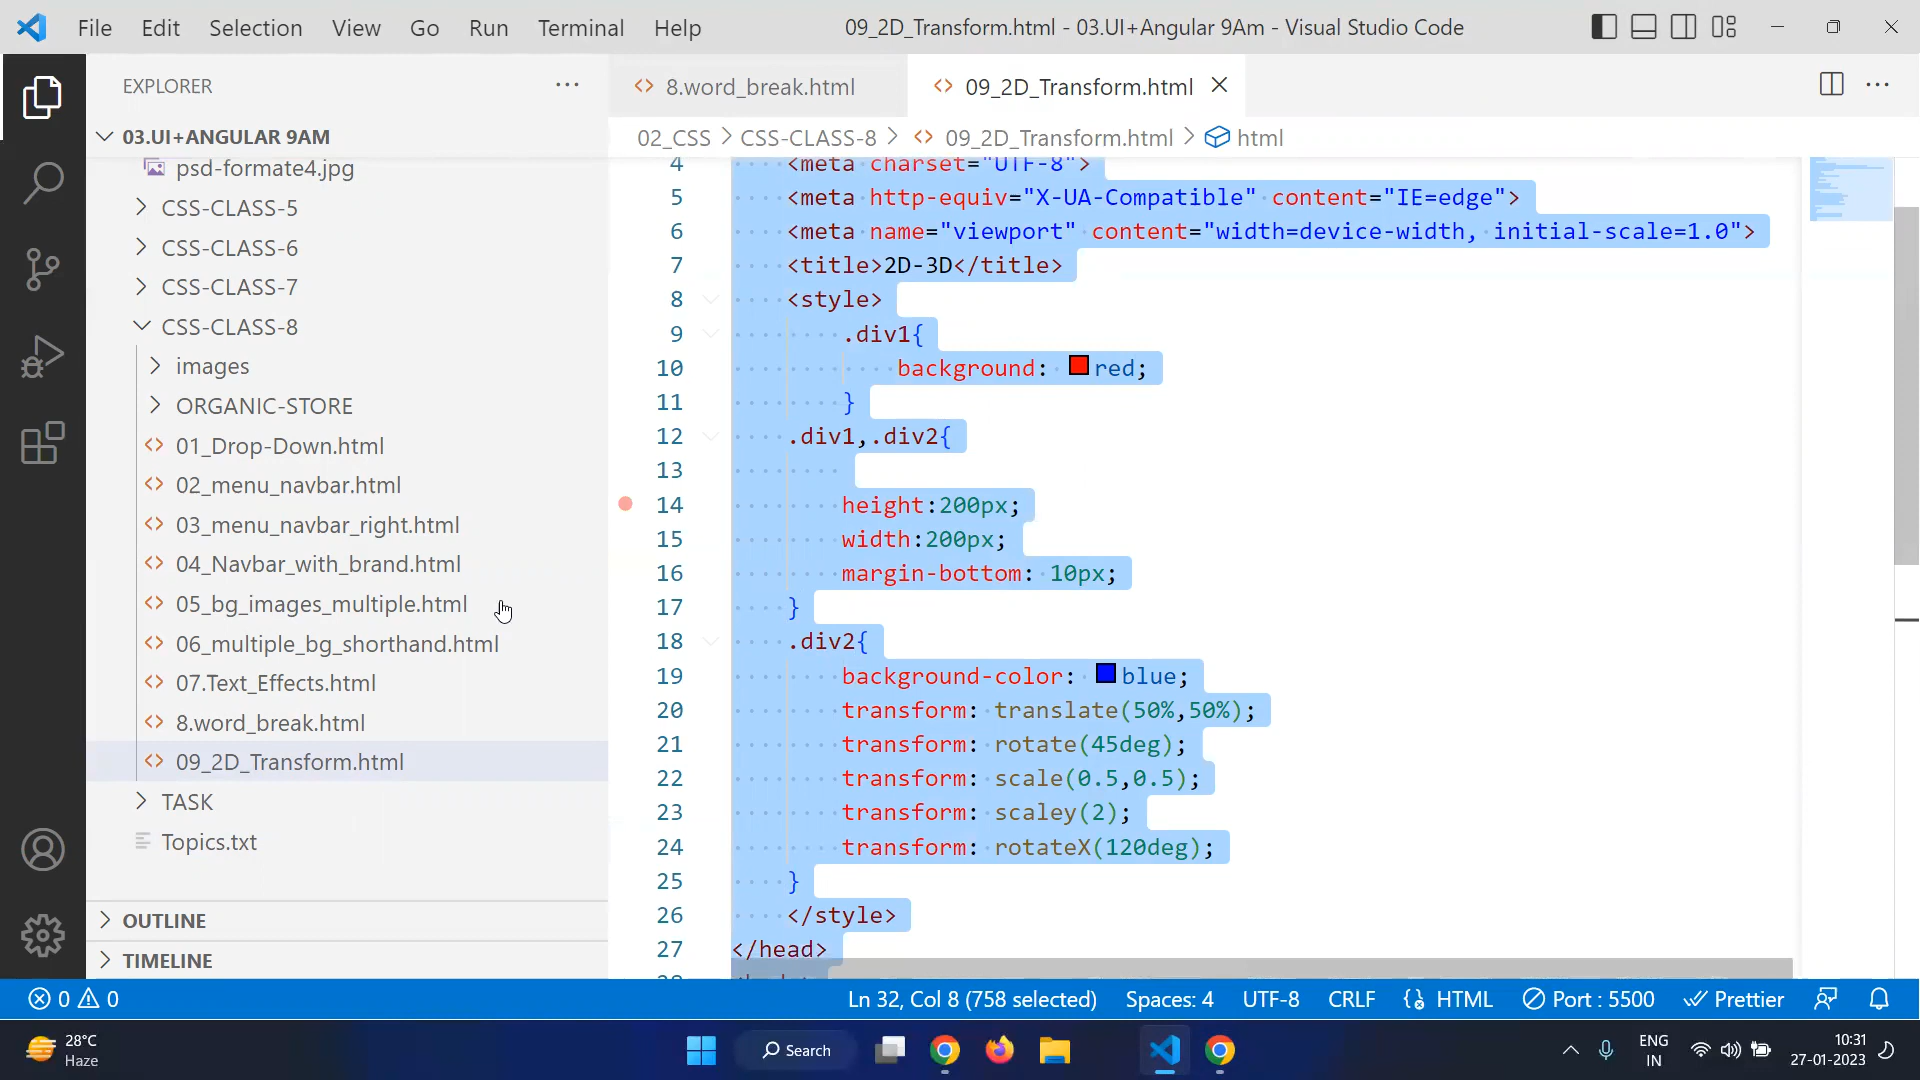 File Edit Selection View Go Run Terminal Help 09_2D_Transform.html - 03.UI+Angular 9Am - Visual Studio Code
EXPLORER
8.word_break.html 09_2D_Transform.html
03.UI+ANGULAR 9AM
02_CSS > CSS-CLASS-8 > 09_2D_Transform.html > html
psd-formate4.jpg
CSS-CLASS-5
CSS-CLASS-6
CSS-CLASS-7
CSS-CLASS-8
images
ORGANIC-STORE
01_Drop-Down.html
02_menu_navbar.html
03_menu_navbar_right.html
04_Navbar_with_brand.html
05_bg_images_multiple.html
06_multiple_bg_shorthand.html
07.Text_Effects.html
8.word_break.html
09_2D_Transform.html
TASK
Topics.txt
OUTLINE
TIMELINE
4 <meta charset="UTF-8">
5 <meta http-equiv="X-UA-Compatible" content="IE=edge">
6 <meta name="viewport" content="width=device-width, initial-scale=1.0">
7 <title>2D-3D</title>
8 <style>
9 .div1{
10 background: red;
11 }
12 .div1,.div2{
13
14 height:200px;
15 width:200px;
16 margin-bottom: 10px;
17 }
18 .div2{
19 background-color: blue;
20 transform: translate(50%,50%);
21 transform: rotate(45deg);
22 transform: scale(0.5,0.5);
23 transform: scaley(2);
24 transform: rotateX(120deg);
25 }
26 </style>
27 </head>
0 0 Ln 32, Col 8 (758 selected) Spaces: 4 UTF-8 CRLF HTML Port : 5500 Prettier
28°C
Haze
Search
ENG
IN
10:31
27-01-2023